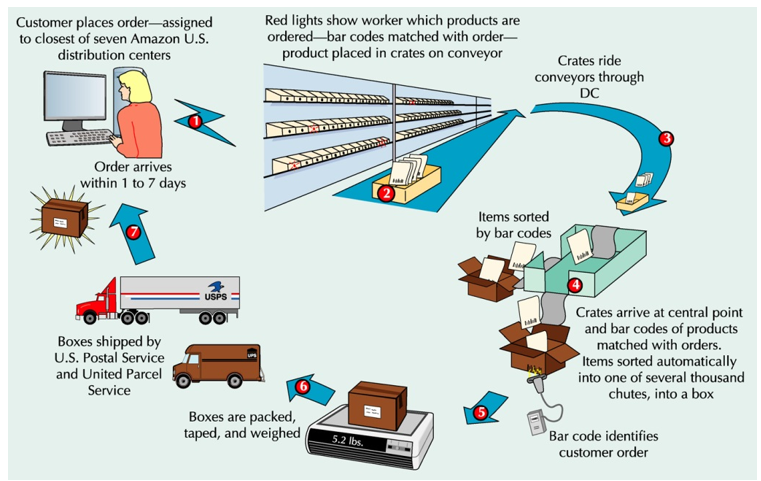 Customer places order—assigned
to closest of seven Amazon U.S.
distribution centers
1
Red lights show worker which products are
ordered—bar codes matched with order—
product placed in crates on conveyor
2
Crates ride
conveyors through
DC
3
Items sorted
by bar codes
4
Crates arrive at central point
and bar codes of products
matched with orders.
Items sorted automatically
into one of several thousand
chutes, into a box
Bar code identifies
customer order
5
5.2 lbs.
Boxes are packed,
taped, and weighed
6
USPS
UPS
Boxes shipped by
U.S. Postal Service
and United Parcel
Service
7
Order arrives
within 1 to 7 days